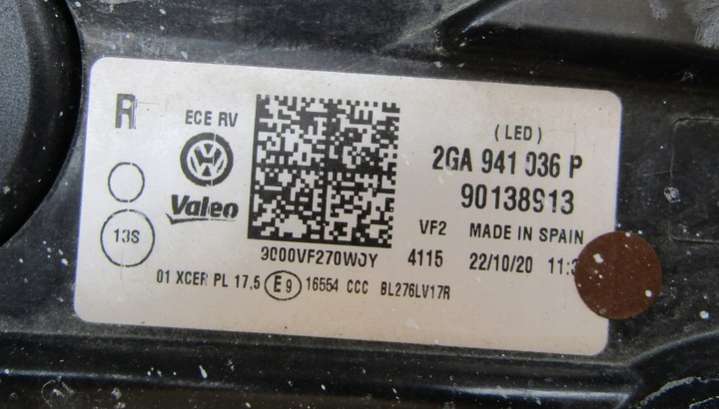 R
ECE RV
(LED)
2GA 941 036 P
Valeo
90138913
13S
VF2 MADE IN SPAIN
4115 22/10/20
01 XCER PL 17.5 E9 16554 CCC BL276LV17R